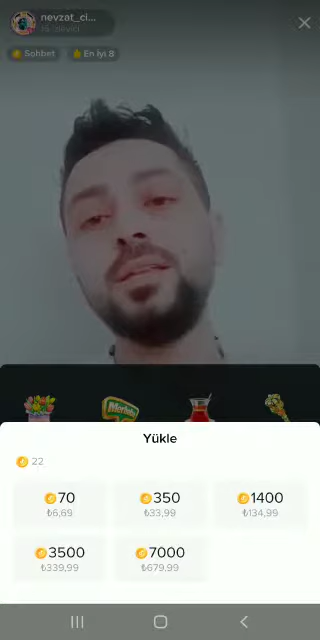 nevzat_ci...
Sohbet
En iyi 8
Yükle
22
70
350
1400
₺6,69
₺33,99
₺134,99
3500
7000
₺339,99
₺679,99